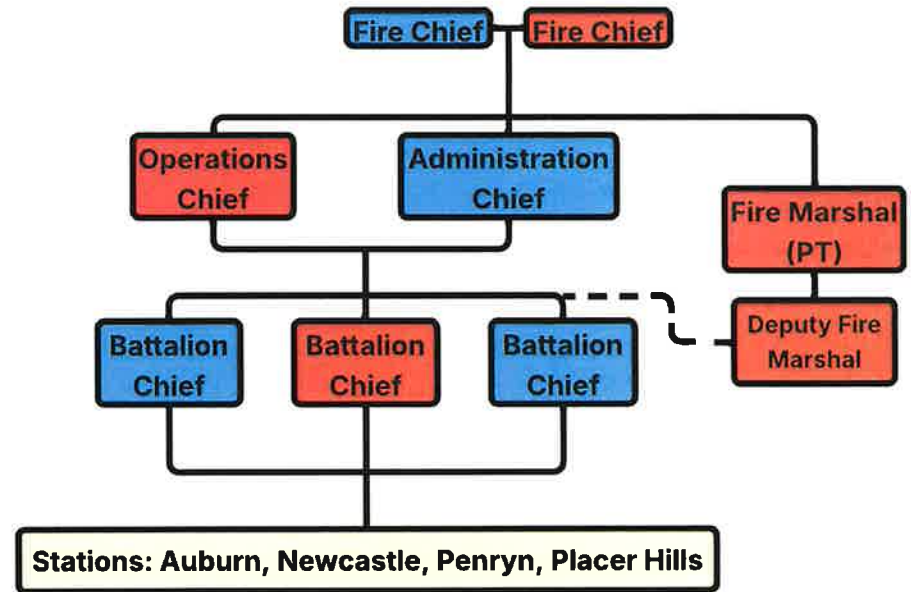 Fire Chief
Fire Chief
Operations
Chief
Administration
Chief
Fire Marshal
(PT)
Deputy Fire
Marshal
Battalion
Chief
Battalion
Chief
Battalion
Chief
Stations: Auburn, Newcastle, Penryn, Placer Hills